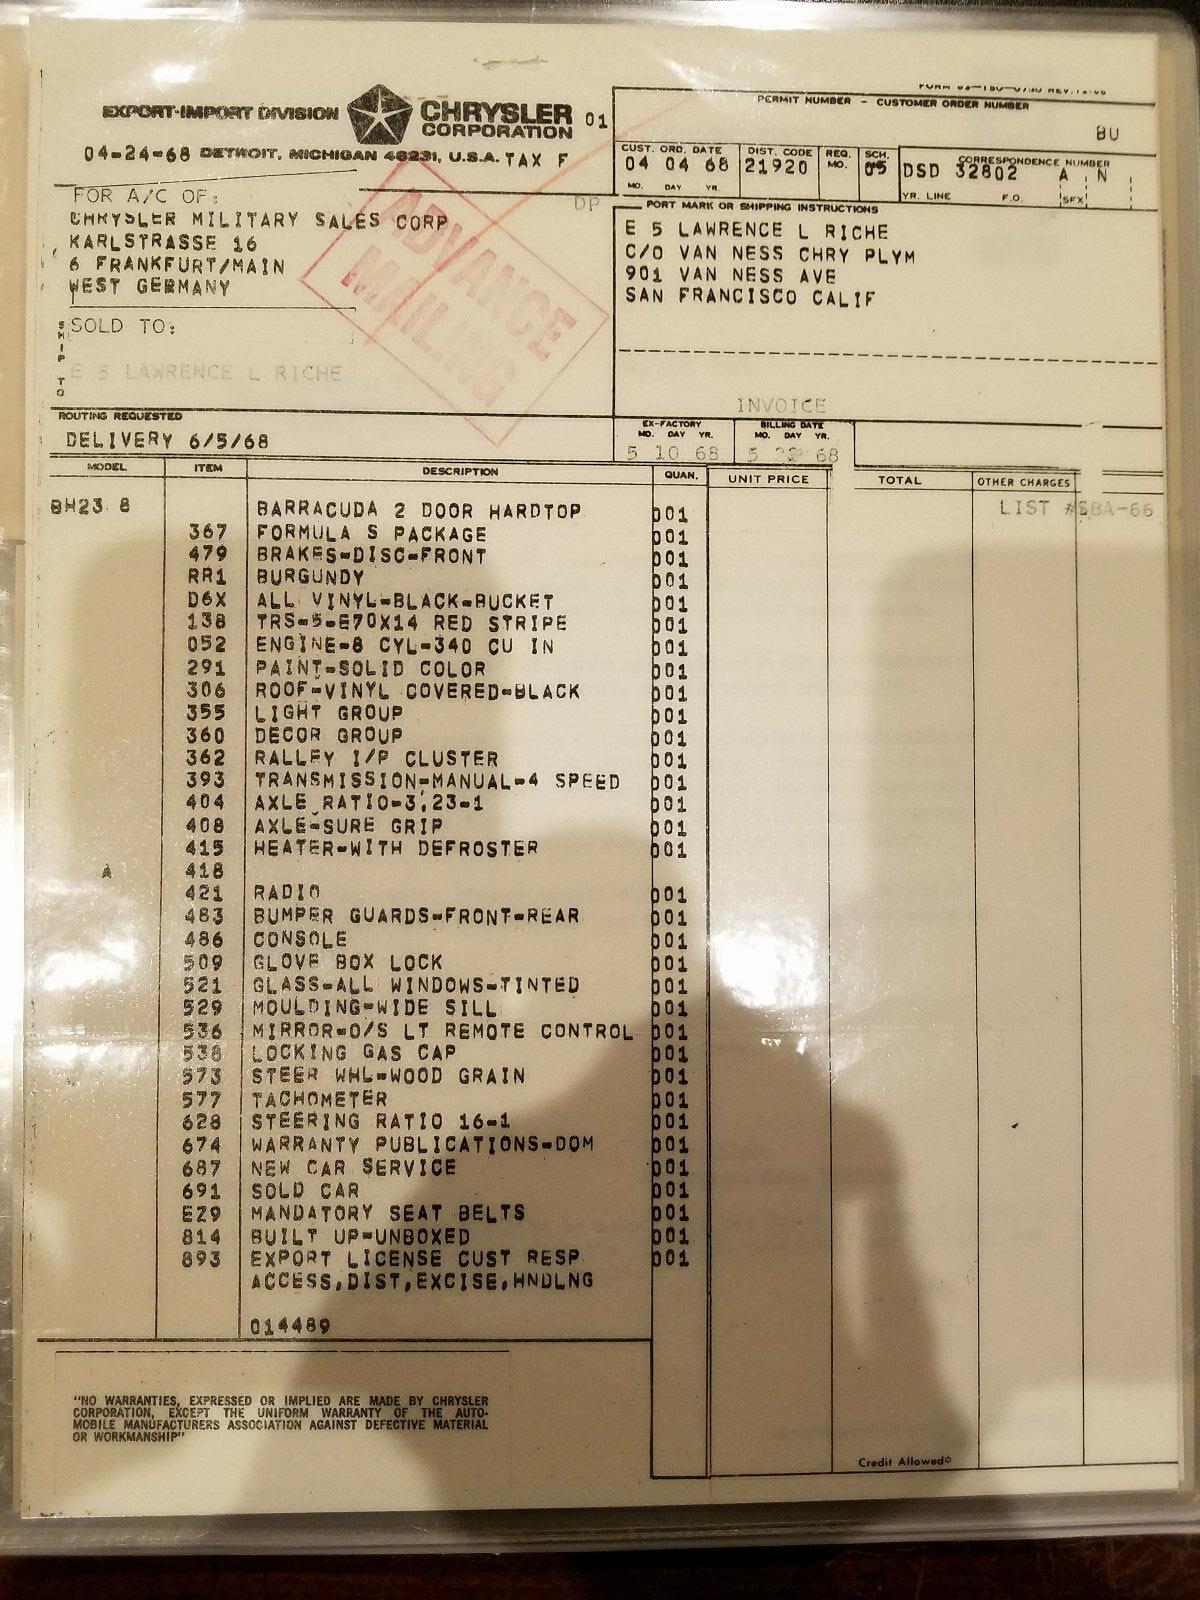 EXPORT-IMPORT DIVISION CHRYSLER CORPORATION 01
04-24-68 DETROIT, MICHIGAN 48231, U.S.A. TAX F
PERMIT NUMBER - CUSTOMER ORDER NUMBER
BU
CUST. ORD. DATE DIST. CODE REQ. SCH. CORRESPONDENCE NUMBER
04 04 68 21920 MO. 05 DSD 32802 A N
MO. DAY YR. YR. LINE F.O. SFX
FOR A/C OF:
CHRYSLER MILITARY SALES CORP
KARLSTRASSE 16
6 FRANKFURT/MAIN
WEST GERMANY
DP
ADVANCE
MAILING
PORT MARK OR SHIPPING INSTRUCTIONS
E 5 LAWRENCE L RICHE
C/O VAN NESS CHRY PLYM
901 VAN NESS AVE
SAN FRANCISCO CALIF
SHIP TO
SOLD TO:
E 5 LAWRENCE L RICHE
INVOICE
ROUTING REQUESTED
DELIVERY 6/5/68
EX-FACTORY BILLING DATE
MO. DAY YR. MO. DAY YR.
5 10 68 5 68
MODEL ITEM DESCRIPTION QUAN. UNIT PRICE TOTAL OTHER CHARGES
LIST #SBA-66
BH23 8 BARRACUDA 2 DOOR HARDTOP 001
367 FORMULA S PACKAGE 001
479 BRAKES-DISC-FRONT 001
RR1 BURGUNDY 001
D6X ALL VINYL-BLACK-BUCKET 001
138 TRS-5-E70X14 RED STRIPE 001
052 ENGINE-8 CYL-340 CU IN 001
291 PAINT-SOLID COLOR 001
306 ROOF-VINYL COVERED-BLACK 001
355 LIGHT GROUP 001
360 DECOR GROUP 001
362 RALLEY I/P CLUSTER 001
393 TRANSMISSION-MANUAL-4 SPEED 001
404 AXLE RATIO-3.23-1 001
408 AXLE-SURE GRIP 001
415 HEATER-WITH DEFROSTER 001
A 418
421 RADIO 001
483 BUMPER GUARDS-FRONT-REAR 001
486 CONSOLE 001
509 GLOVE BOX LOCK 001
521 GLASS-ALL WINDOWS-TINTED 001
529 MOULDING-WIDE SILL 001
536 MIRROR-O/S LT REMOTE CONTROL 001
538 LOCKING GAS CAP 001
573 STEER WHL-WOOD GRAIN 001
577 TACHOMETER 001
628 STEERING RATIO 16-1 001
674 WARRANTY PUBLICATIONS-DOM 001
687 NEW CAR SERVICE 001
691 SOLD CAR 001
EZ9 MANDATORY SEAT BELTS 001
814 BUILT UP-UNBOXED 001
893 EXPORT LICENSE CUST RESP 001
ACCESS,DIST,EXCISE,HNDLNG
014489
"NO WARRANTIES, EXPRESSED OR IMPLIED ARE MADE BY CHRYSLER
CORPORATION, EXCEPT THE UNIFORM WARRANTY OF THE AUTO-
MOBILE MANUFACTURERS ASSOCIATION AGAINST DEFECTIVE MATERIAL
OR WORKMANSHIP"
Credit Allowed*